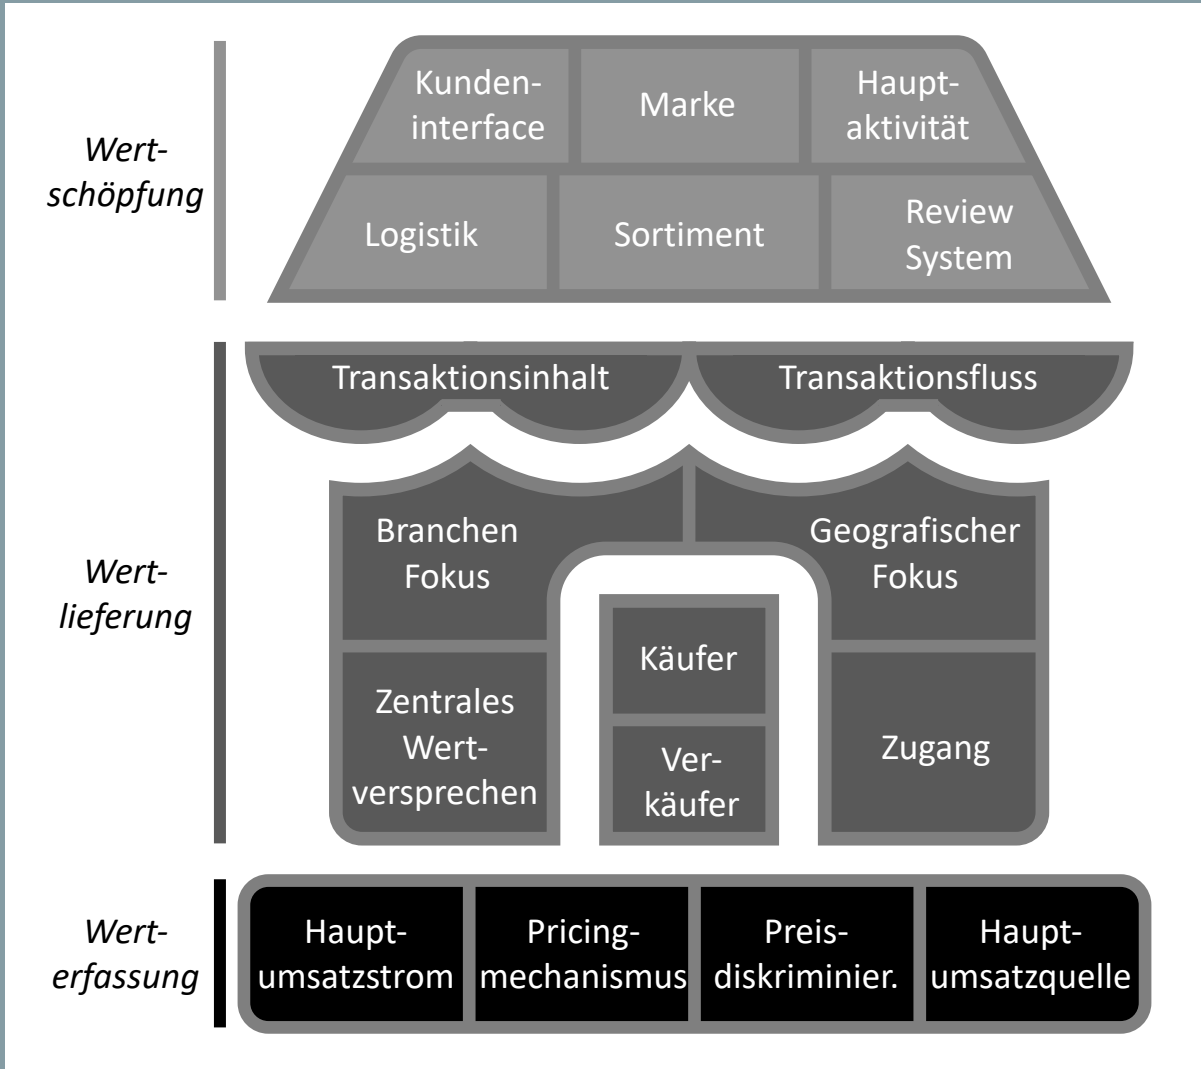 Wert-
schöpfung
Kunden-
interface
Marke
Haupt-
aktivität
Logistik
Sortiment
Review
System
Wert-
lieferung
Transaktionsinhalt
Transaktionsfluss
Branchen
Fokus
Geografischer
Fokus
Zentrales
Wert-
versprechen
Käufer
Ver-
käufer
Zugang
Wert-
erfassung
Haupt-
umsatzstrom
Pricing-
mechanismus
Preis-
diskriminier.
Haupt-
umsatzquelle